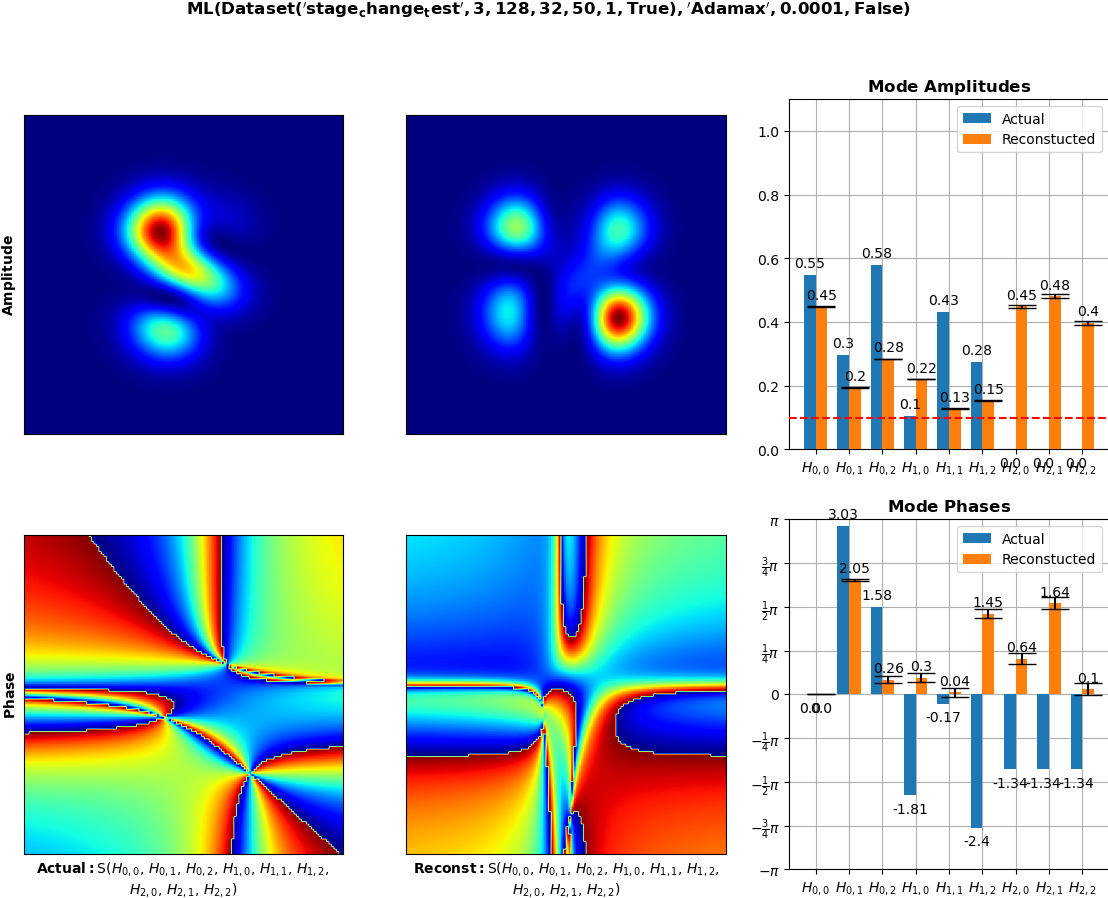 ML(Dataset('stage_change_test', 3, 128, 32, 50, 1, True), 'Adamax', 0.0001, False)
Amplitude
Mode Amplitudes
Actual
Reconstucted
1.0
0.8
0.6
0.4
0.2
0.0
0.55
0.45
0.3
0.2
0.58
0.28
0.1
0.22
0.43
0.13
0.28
0.15
0.0
0.45
0.0
0.48
0.0
0.4
H0,0 H0,1 H0,2 H1,0 H1,1 H1,2 H2,0 H2,1 H2,2
Phase
Actual: S(H0,0, H0,1, H0,2, H1,0, H1,1, H1,2,
H2,0, H2,1, H2,2)
Reconst: S(H0,0, H0,1, H0,2, H1,0, H1,1, H1,2,
H2,0, H2,1, H2,2)
Mode Phases
Actual
Reconstucted
π
3/4π
1/2π
1/4π
0
−1/4π
−1/2π
−3/4π
−π
0.0
0.0
3.03
2.05
1.58
0.26
-1.81
0.3
-0.17
0.04
-2.4
1.45
-1.34
0.64
-1.34
1.64
-1.34
0.1
H0,0 H0,1 H0,2 H1,0 H1,1 H1,2 H2,0 H2,1 H2,2